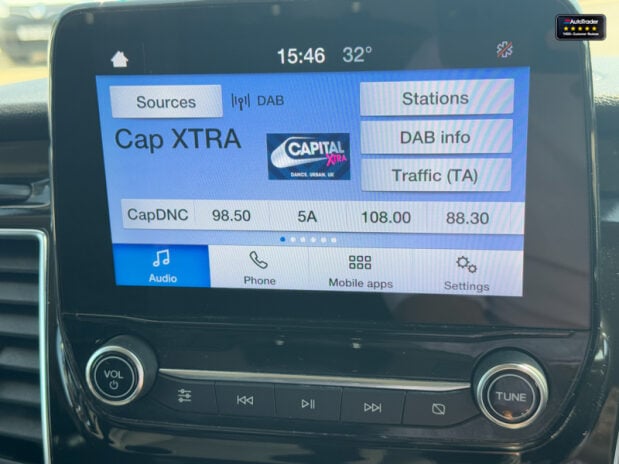 AutoTrader
15:46 32°
Sources
DAB
Stations
Cap XTRA
CAPITAL
XTRA
DANCE. URBAN. UK
DAB info
Traffic (TA)
CapDNC 98.50 5A 108.00 88.30
Audio Phone Mobile apps Settings
VOL
TUNE